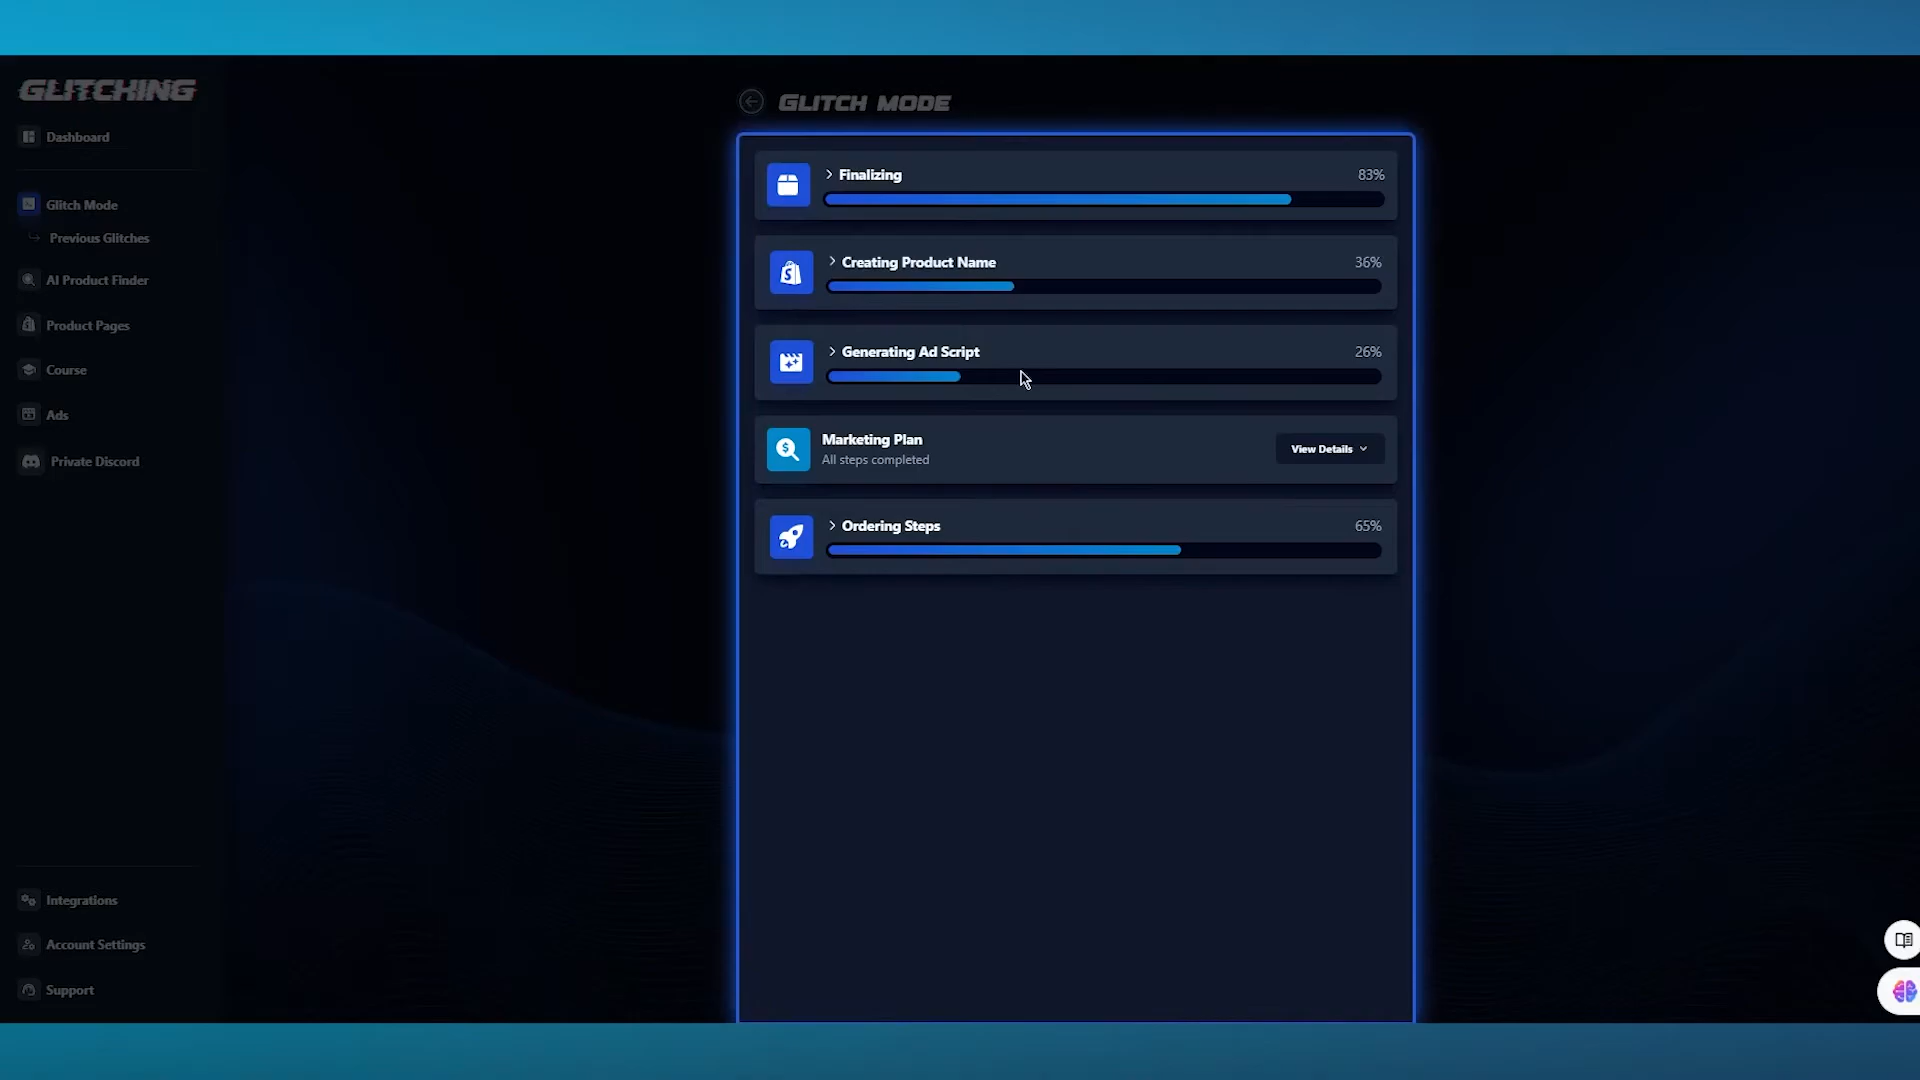 GLITCHING
Dashboard
Glitch Mode
Previous Glitches
AI Product Finder
Product Pages
Course
Ads
Private Discord
Integrations
Account Settings
Support
GLITCH MODE
> Finalizing 83%
> Creating Product Name 36%
> Generating Ad Script 26%
Marketing Plan
All steps completed
View Details
> Ordering Steps 65%